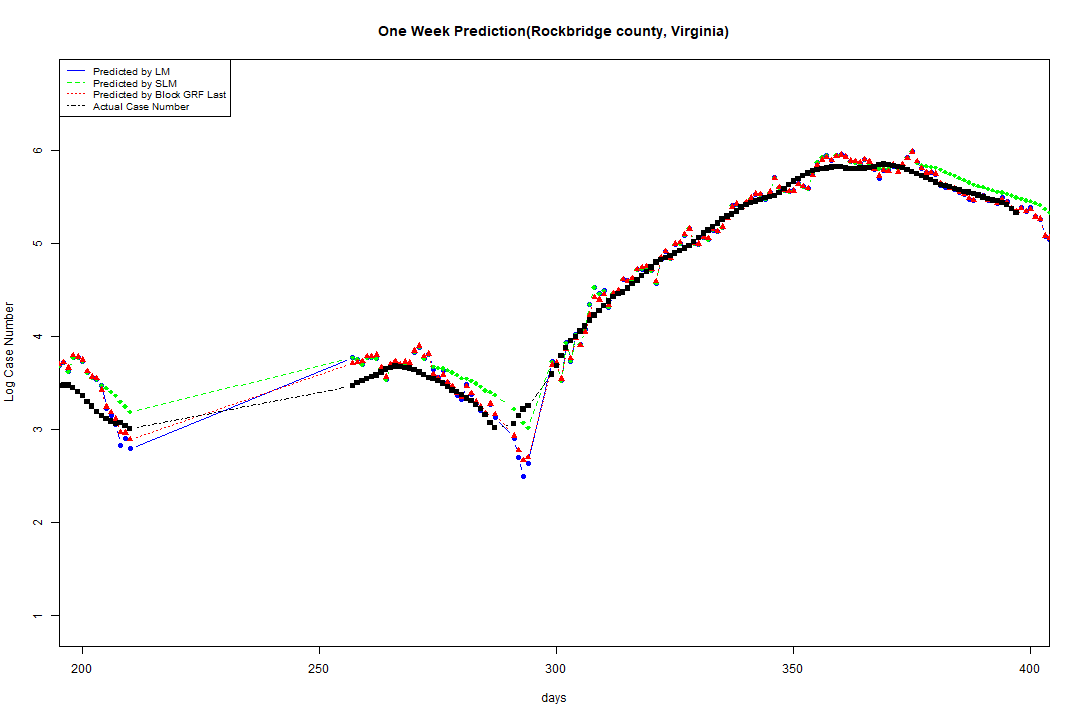 One Week Prediction(Rockbridge county, Virginia)
Predicted by LM
Predicted by SLM
Predicted by Block GRF Last
Actual Case Number
6
5
4
3
2
1
Log Case Number
200 250 300 350 400
days